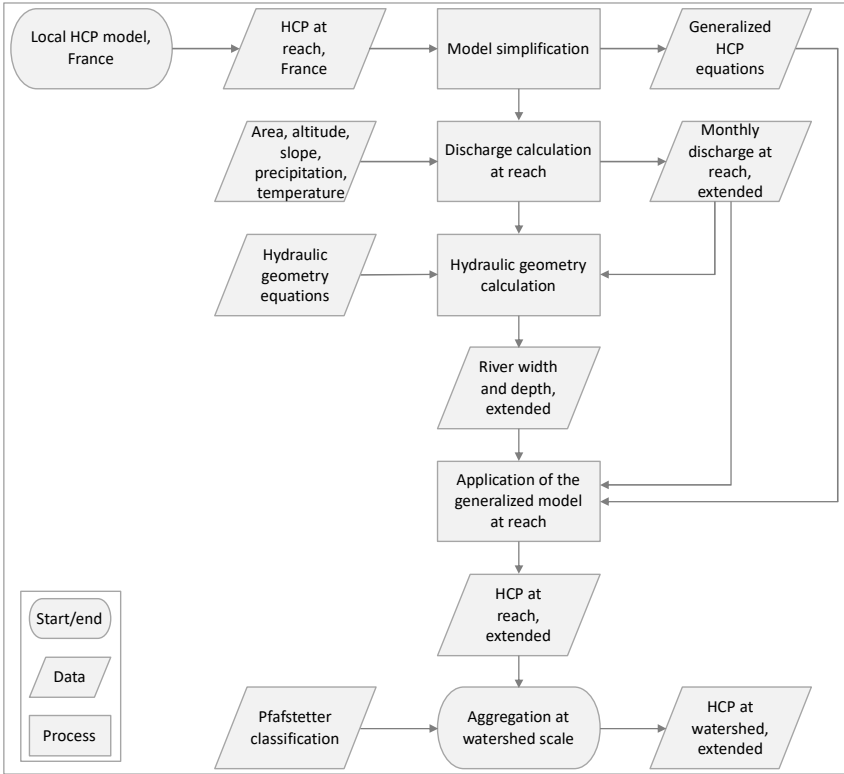 Local HCP model,
France
HCP at
reach,
France
Model simplification
Generalized
HCP
equations
Area, altitude,
slope,
precipitation,
temperature
Discharge calculation
at reach
Monthly
discharge at
reach,
extended
Hydraulic
geometry
equations
Hydraulic geometry
calculation
River width
and depth,
extended
Application of the
generalized model
at reach
HCP at
reach,
extended
Start/end
Data
Process
Pfafstetter
classification
Aggregation at
watershed scale
HCP at
watershed,
extended